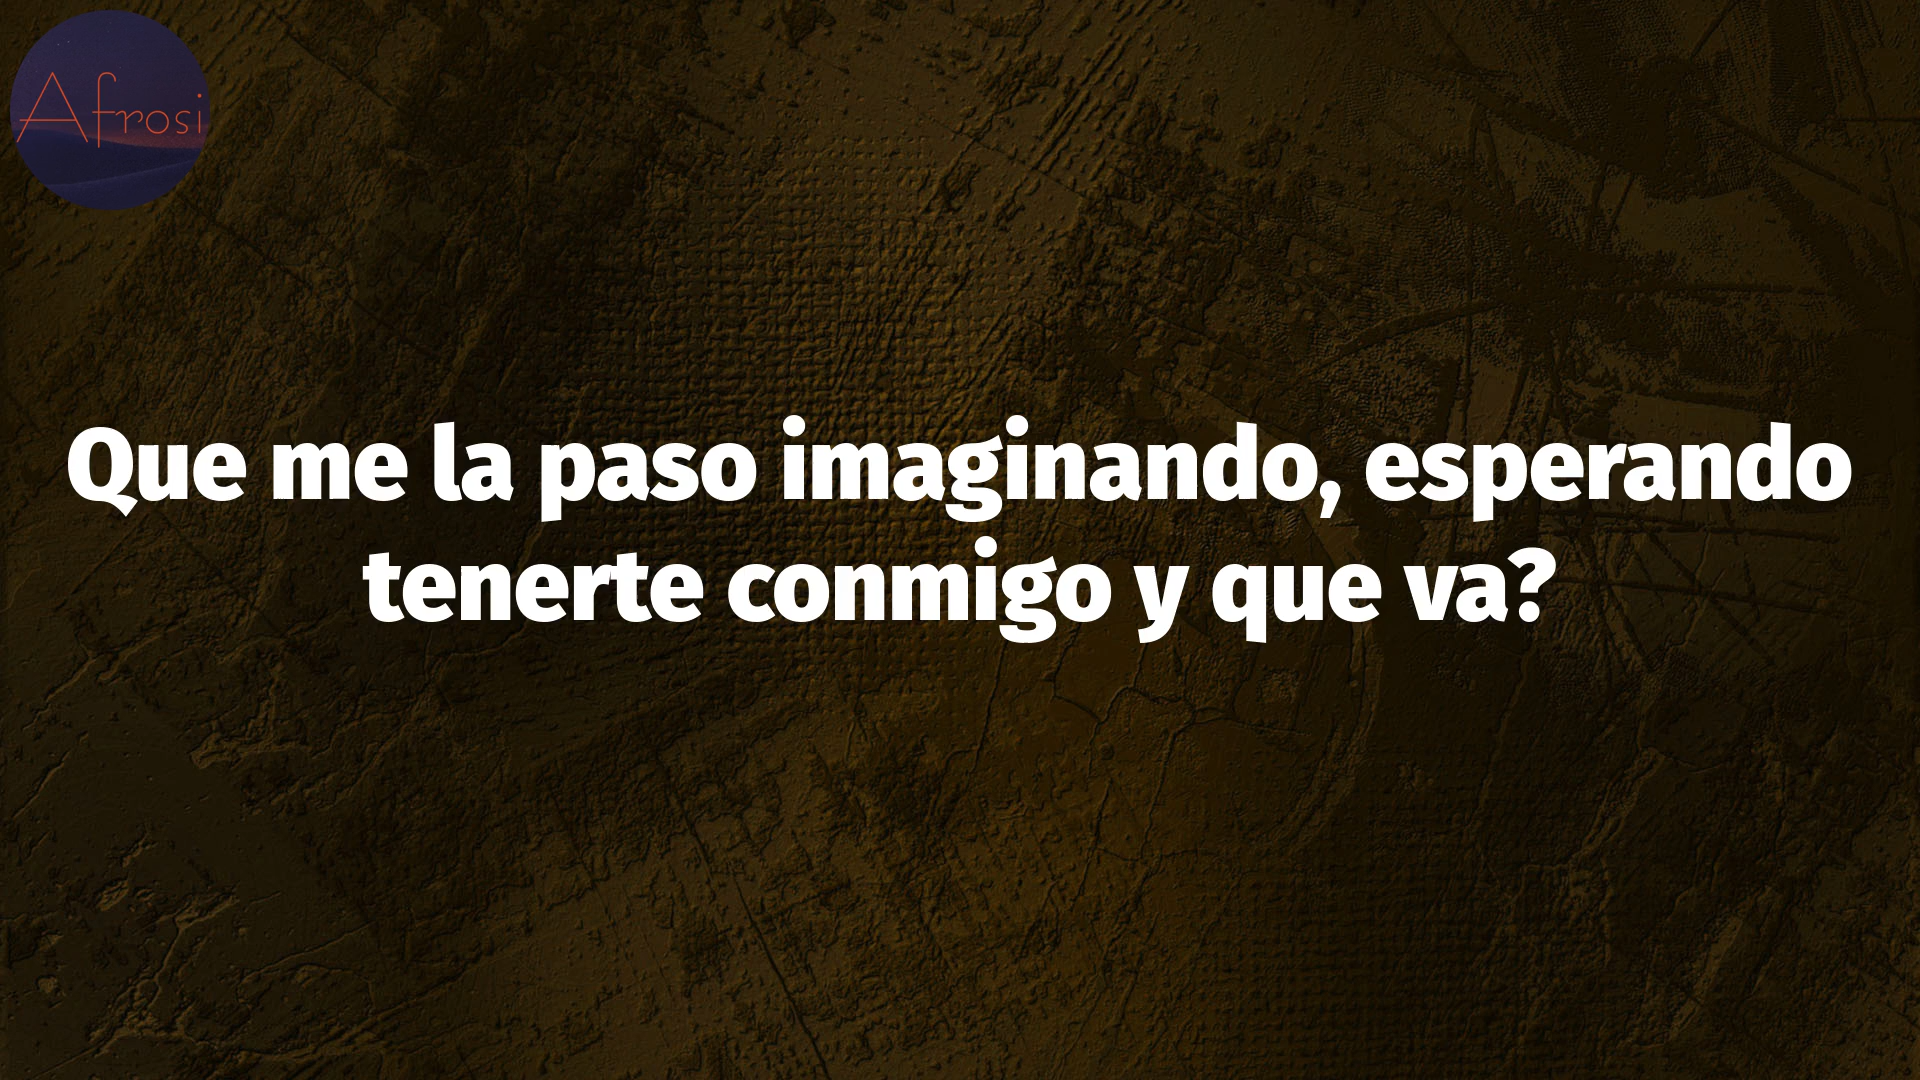 Afrosi
Que me la paso imaginando, esperando
tenerte conmigo y que va?